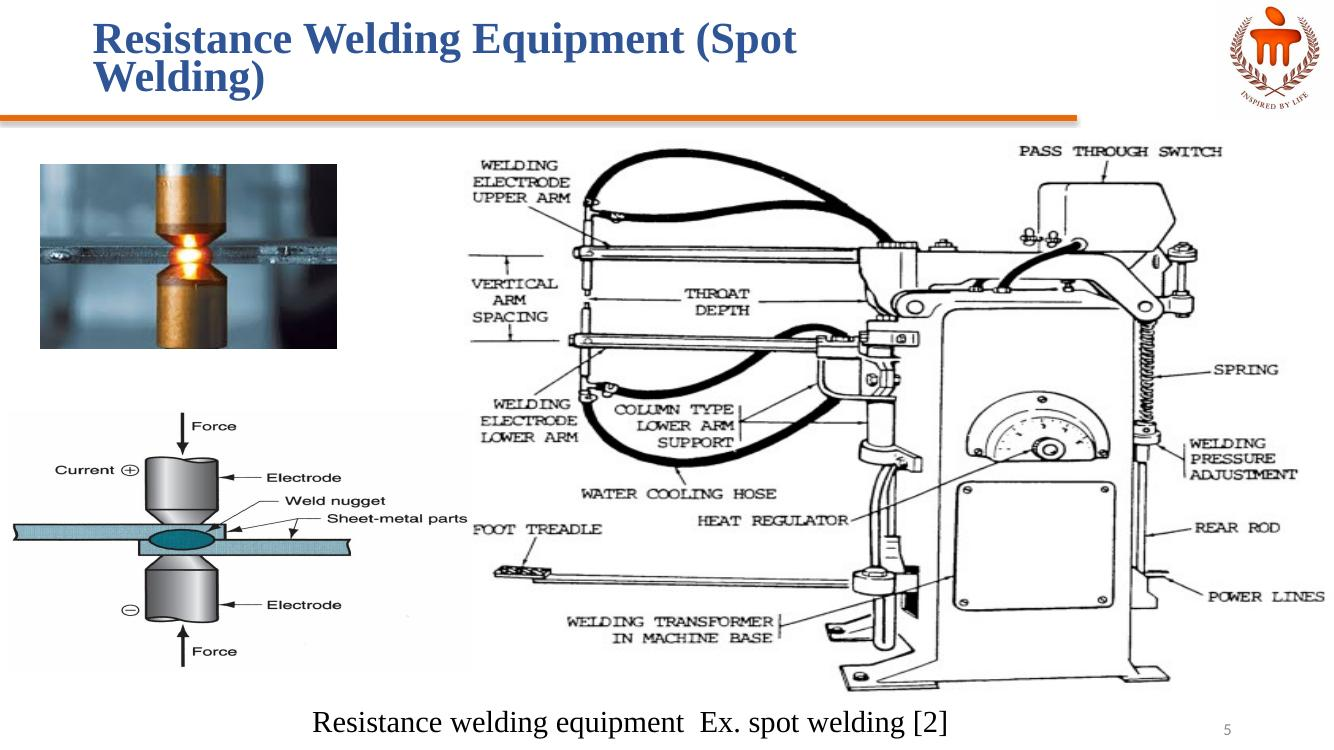 Resistance Welding Equipment (Spot
Welding)
INSPIRED BY LIFE
PASS THROUGH SWITCH
WELDING
ELECTRODE
UPPER ARM
VERTICAL
ARM
SPACING
THROAT
DEPTH
SPRING
WELDING
ELECTRODE
LOWER ARM
COLUMN TYPE
LOWER ARM
SUPPORT
WELDING
PRESSURE
ADJUSTMENT
WATER COOLING HOSE
HEAT REGULATOR
FOOT TREADLE
REAR ROD
POWER LINES
WELDING TRANSFORMER
IN MACHINE BASE
Force
Current +
Electrode
Weld nugget
Sheet-metal parts
−
Electrode
Force
Resistance welding equipment  Ex. spot welding [2]
5